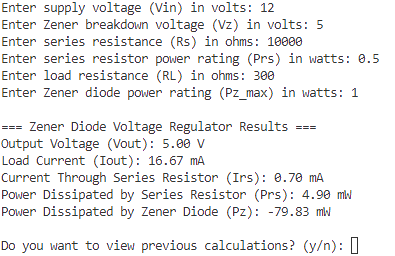 Enter supply voltage (Vin) in volts: 12
Enter Zener breakdown voltage (Vz) in volts: 5
Enter series resistance (Rs) in ohms: 10000
Enter series resistor power rating (Prs) in watts: 0.5
Enter load resistance (RL) in ohms: 300
Enter Zener diode power rating (Pz_max) in watts: 1
=== Zener Diode Voltage Regulator Results ===
Output Voltage (Vout): 5.00 V
Load Current (Iout): 16.67 mA
Current Through Series Resistor (Irs): 0.70 mA
Power Dissipated by Series Resistor (Prs): 4.90 mW
Power Dissipated by Zener Diode (Pz): -79.83 mW
Do you want to view previous calculations? (y/n):